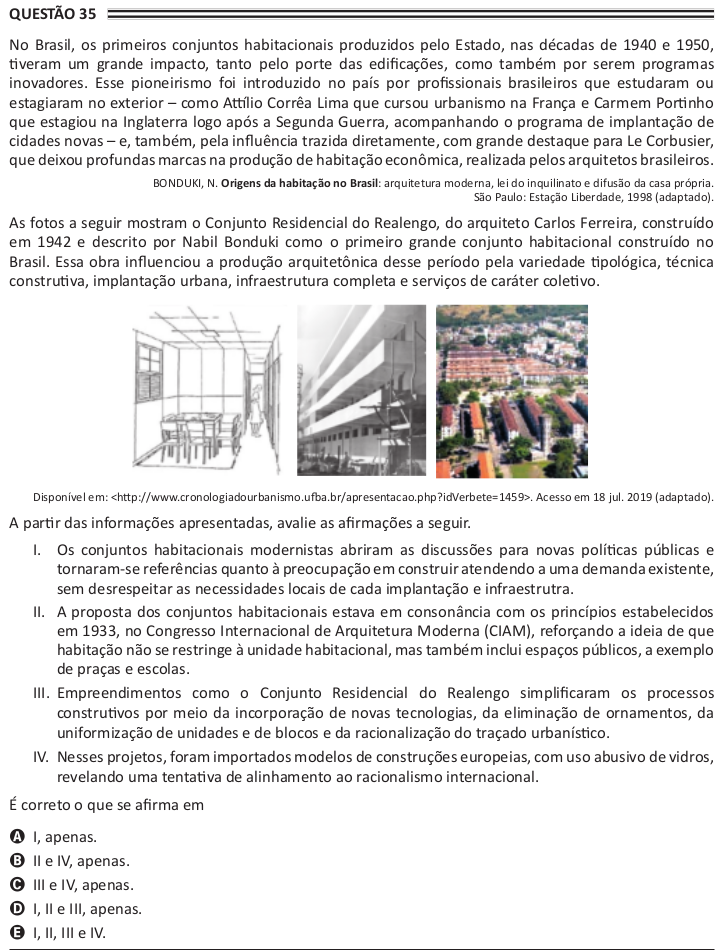 QUESTÃO 35
No Brasil, os primeiros conjuntos habitacionais produzidos pelo Estado, nas décadas de 1940 e 1950,
tiveram um grande impacto, tanto pelo porte das edificações, como também por serem programas
inovadores. Esse pioneirismo foi introduzido no país por profissionais brasileiros que estudaram ou
estagiaram no exterior – como Attílio Corrêa Lima que cursou urbanismo na França e Carmem Portinho
que estagiou na Inglaterra logo após a Segunda Guerra, acompanhando o programa de implantação de
cidades novas – e, também, pela influência trazida diretamente, com grande destaque para Le Corbusier,
que deixou profundas marcas na produção de habitação econômica, realizada pelos arquitetos brasileiros.
BONDUKI, N. Origens da habitação no Brasil: arquitetura moderna, lei do inquilinato e difusão da casa própria.
São Paulo: Estação Liberdade, 1998 (adaptado).
As fotos a seguir mostram o Conjunto Residencial do Realengo, do arquiteto Carlos Ferreira, construído
em 1942 e descrito por Nabil Bonduki como o primeiro grande conjunto habitacional construído no
Brasil. Essa obra influenciou a produção arquitetônica desse período pela variedade tipológica, técnica
construtiva, implantação urbana, infraestrutura completa e serviços de caráter coletivo.
Disponível em: <http://www.cronologiadourbanismo.ufba.br/apresentacao.php?idVerbete=1459>. Acesso em 18 jul. 2019 (adaptado).
A partir das informações apresentadas, avalie as afirmações a seguir.
I. Os conjuntos habitacionais modernistas abriram as discussões para novas políticas públicas e
tornaram-se referências quanto à preocupação em construir atendendo a uma demanda existente,
sem desrespeitar as necessidades locais de cada implantação e infraestrutra.
II. A proposta dos conjuntos habitacionais estava em consonância com os princípios estabelecidos
em 1933, no Congresso Internacional de Arquitetura Moderna (CIAM), reforçando a ideia de que
habitação não se restringe à unidade habitacional, mas também inclui espaços públicos, a exemplo
de praças e escolas.
III. Empreendimentos como o Conjunto Residencial do Realengo simplificaram os processos
construtivos por meio da incorporação de novas tecnologias, da eliminação de ornamentos, da
uniformização de unidades e de blocos e da racionalização do traçado urbanístico.
IV. Nesses projetos, foram importados modelos de construções europeias, com uso abusivo de vidros,
revelando uma tentativa de alinhamento ao racionalismo internacional.
É correto o que se afirma em
A I, apenas.
B II e IV, apenas.
C III e IV, apenas.
D I, II e III, apenas.
E I, II, III e IV.